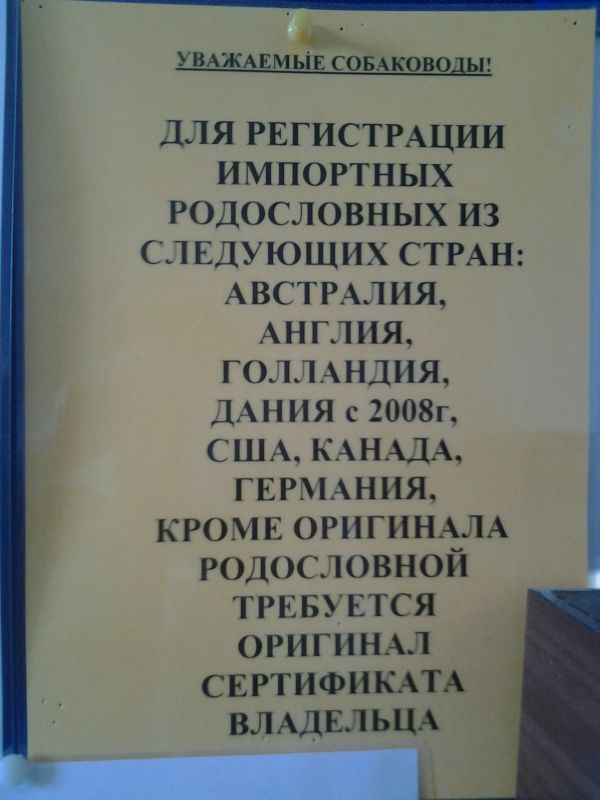 УВАЖАЕМЫЕ СОБАКОВОДЫ!
ДЛЯ РЕГИСТРАЦИИ
ИМПОРТНЫХ
РОДОСЛОВНЫХ ИЗ
СЛЕДУЮЩИХ СТРАН:
АВСТРАЛИЯ,
АНГЛИЯ,
ГОЛЛАНДИЯ,
ДАНИЯ с 2008г,
США, КАНАДА,
ГЕРМАНИЯ,
КРОМЕ ОРИГИНАЛА
РОДОСЛОВНОЙ
ТРЕБУЕТСЯ
ОРИГИНАЛ
СЕРТИФИКАТА
ВЛАДЕЛЬЦА